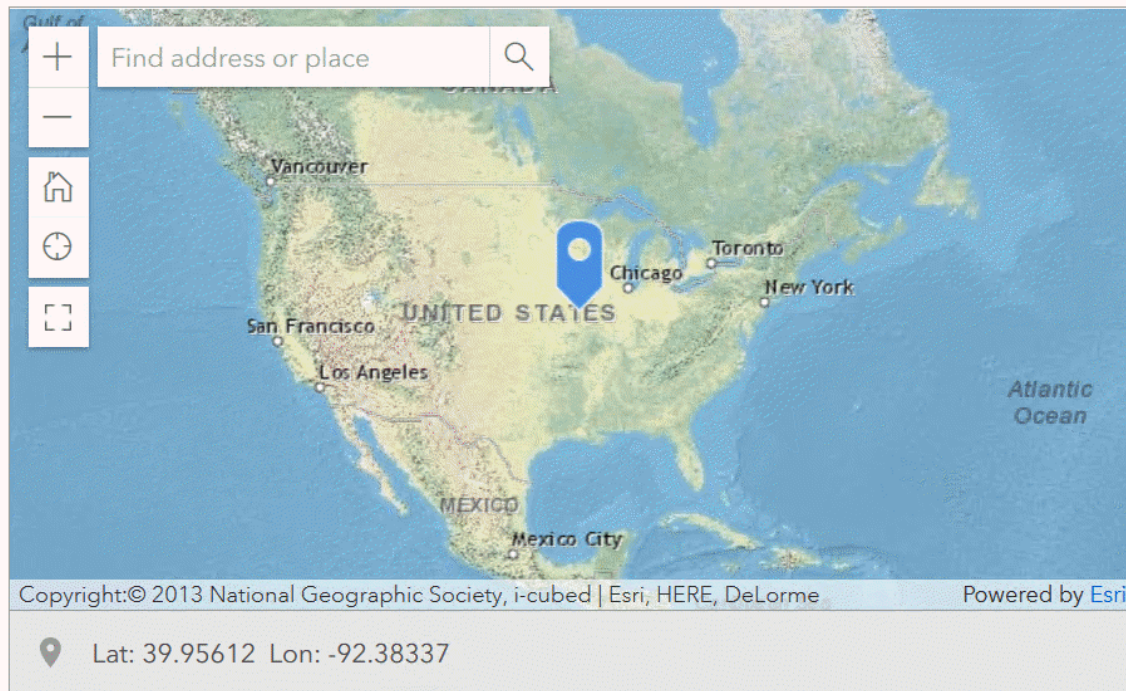 Gulf of
Find address or place
CANADA
Vancouver
Toronto
Chicago
New York
UNITED STATES
San Francisco
Los Angeles
Atlantic
Ocean
MEXICO
Mexico City
Copyright:© 2013 National Geographic Society, i-cubed | Esri, HERE, DeLorme
Powered by Esri
Lat: 39.95612 Lon: -92.38337